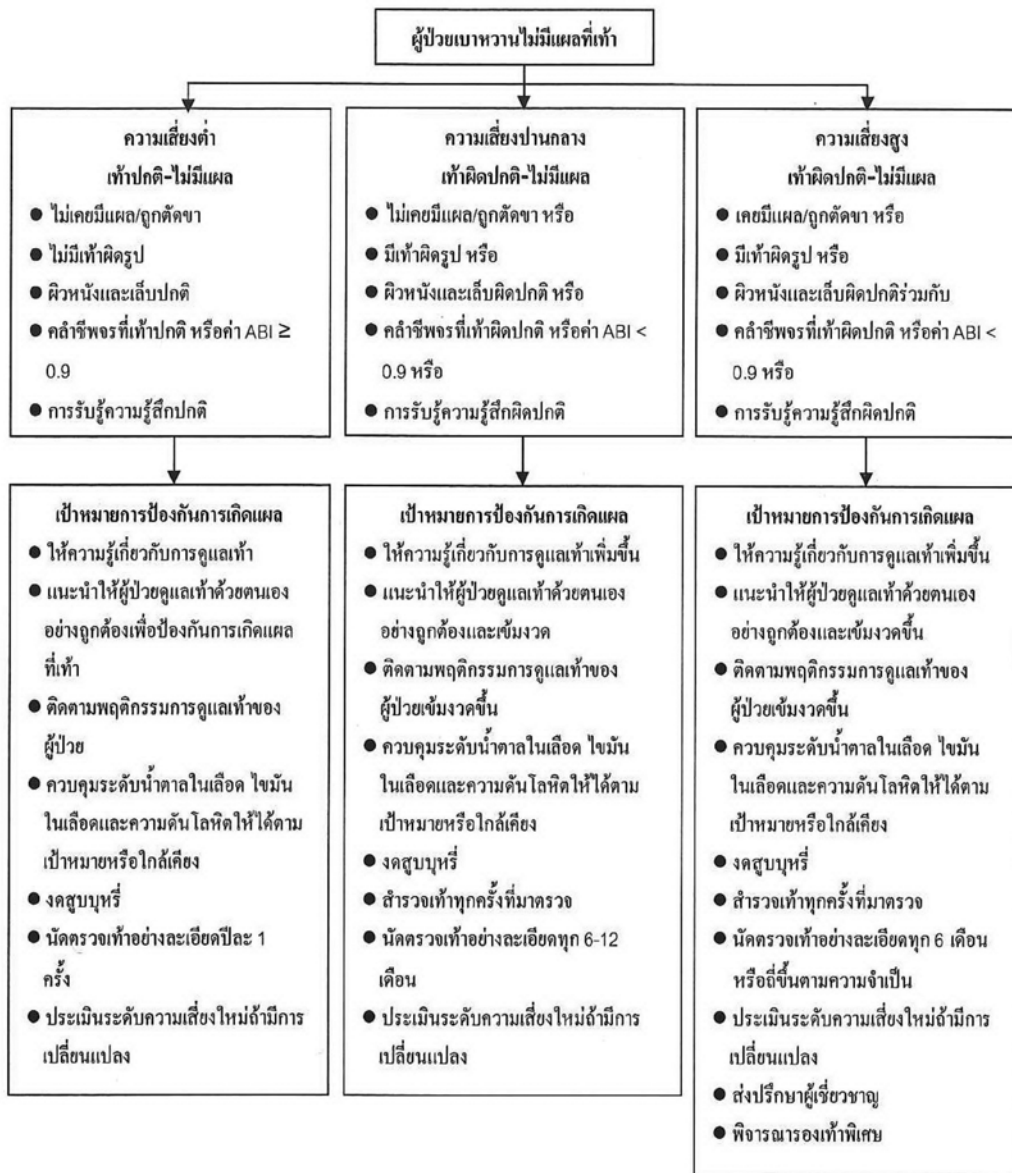 ผู้ป่วยเบาหวานไม่มีแผลที่เท้า
ความเสี่ยงต่ำ
เท้าปกติ-ไม่มีแผล
● ไม่เคยมีแผล/ถูกตัดขา
● ไม่มีเท้าผิดรูป
● ผิวหนังและเล็บปกติ
● คลำชีพจรที่เท้าปกติ หรือค่า ABI ≥
0.9
● การรับรู้ความรู้สึกปกติ
ความเสี่ยงปานกลาง
เท้าผิดปกติ-ไม่มีแผล
● ไม่เคยมีแผล/ถูกตัดขา หรือ
● มีเท้าผิดรูป หรือ
● ผิวหนังและเล็บผิดปกติ หรือ
● คลำชีพจรที่เท้าผิดปกติ หรือค่า ABI <
0.9 หรือ
● การรับรู้ความรู้สึกผิดปกติ
ความเสี่ยงสูง
เท้าผิดปกติ-ไม่มีแผล
● เคยมีแผล/ถูกตัดขา หรือ
● มีเท้าผิดรูป หรือ
● ผิวหนังและเล็บผิดปกติร่วมกับ
● คลำชีพจรที่เท้าผิดปกติ หรือค่า ABI <
0.9 หรือ
● การรับรู้ความรู้สึกผิดปกติ
เป้าหมายการป้องกันการเกิดแผล
● ให้ความรู้เกี่ยวกับการดูแลเท้า
● แนะนำให้ผู้ป่วยดูแลเท้าด้วยตนเอง
อย่างถูกต้องเพื่อป้องกันการเกิดแผล
ที่เท้า
● ติดตามพฤติกรรมการดูแลเท้าของ
ผู้ป่วย
● ควบคุมระดับน้ำตาลในเลือด ไขมัน
ในเลือดและความดันโลหิตให้ได้ตาม
เป้าหมายหรือใกล้เคียง
● งดสูบบุหรี่
● นัดตรวจเท้าอย่างละเอียดปีละ 1
ครั้ง
● ประเมินระดับความเสี่ยงใหม่ถ้ามีการ
เปลี่ยนแปลง
เป้าหมายการป้องกันการเกิดแผล
● ให้ความรู้เกี่ยวกับการดูแลเท้าเพิ่มขึ้น
● แนะนำให้ผู้ป่วยดูแลเท้าด้วยตนเอง
อย่างถูกต้องและเข้มงวด
● ติดตามพฤติกรรมการดูแลเท้าของ
ผู้ป่วยเข้มงวดขึ้น
● ควบคุมระดับน้ำตาลในเลือด ไขมัน
ในเลือดและความดันโลหิตให้ได้ตาม
เป้าหมายหรือใกล้เคียง
● งดสูบบุหรี่
● สำรวจเท้าทุกครั้งที่มาตรวจ
● นัดตรวจเท้าอย่างละเอียดทุก 6-12
เดือน
● ประเมินระดับความเสี่ยงใหม่ถ้ามีการ
เปลี่ยนแปลง
เป้าหมายการป้องกันการเกิดแผล
● ให้ความรู้เกี่ยวกับการดูแลเท้าเพิ่มขึ้น
● แนะนำให้ผู้ป่วยดูแลเท้าด้วยตนเอง
อย่างถูกต้องและเข้มงวดขึ้น
● ติดตามพฤติกรรมการดูแลเท้าของ
ผู้ป่วยเข้มงวดขึ้น
● ควบคุมระดับน้ำตาลในเลือด ไขมัน
ในเลือดและความดันโลหิตให้ได้ตาม
เป้าหมายหรือใกล้เคียง
● งดสูบบุหรี่
● สำรวจเท้าทุกครั้งที่มาตรวจ
● นัดตรวจเท้าอย่างละเอียดทุก 6 เดือน
หรือถี่ขึ้นตามความจำเป็น
● ประเมินระดับความเสี่ยงใหม่ถ้ามีการ
เปลี่ยนแปลง
● ส่งปรึกษาผู้เชี่ยวชาญ
● พิจารณารองเท้าพิเศษ